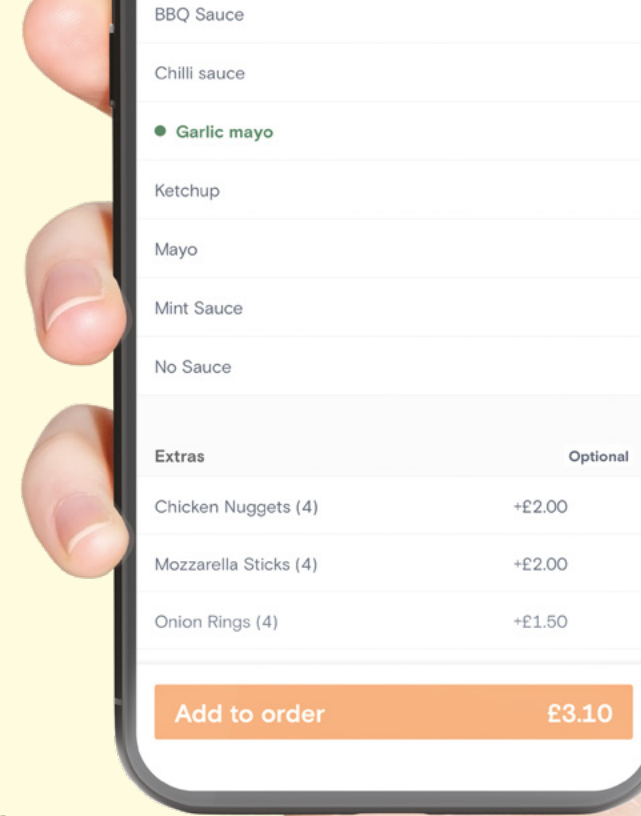 BBQ Sauce
Chilli sauce
Garlic mayo
Ketchup
Mayo
Mint Sauce
No Sauce
Extras Optional
Chicken Nuggets (4) +£2.00
Mozzarella Sticks (4) +£2.00
Onion Rings (4) +£1.50
Add to order £3.10